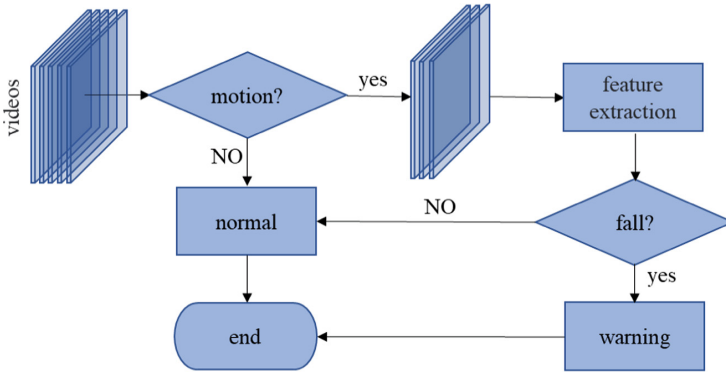 videos
motion?
yes
feature
extraction
NO
normal
NO
fall?
yes
end
warning